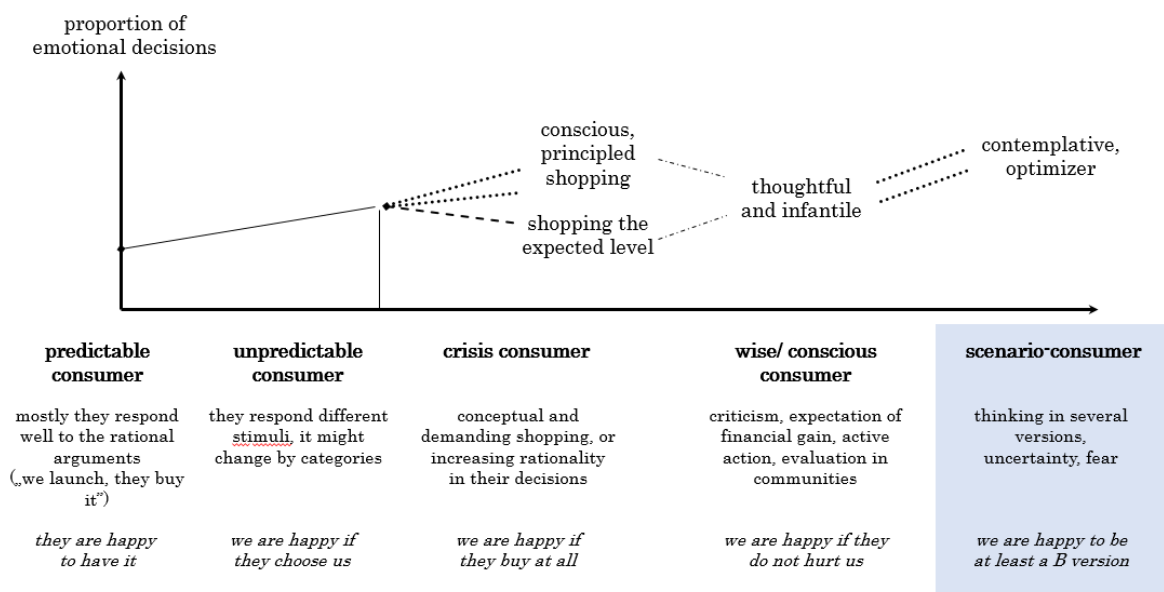 proportion of
emotional decisions
conscious,
principled
shopping
shopping the
expected level
thoughtful
and infantile
contemplative,
optimizer
predictable
consumer
mostly they respond
well to the rational
arguments
(„we launch, they buy
it”)
they are happy
to have it
unpredictable
consumer
they respond different
stimuli, it might
change by categories
we are happy if
they choose us
crisis consumer
conceptual and
demanding shopping, or
increasing rationality
in their decisions
we are happy if
they buy at all
wise/ conscious
consumer
criticism, expectation of
financial gain, active
action, evaluation in
communities
we are happy if they
do not hurt us
scenario-consumer
thinking in several
versions,
uncertainty, fear
we are happy to be
at least a B version